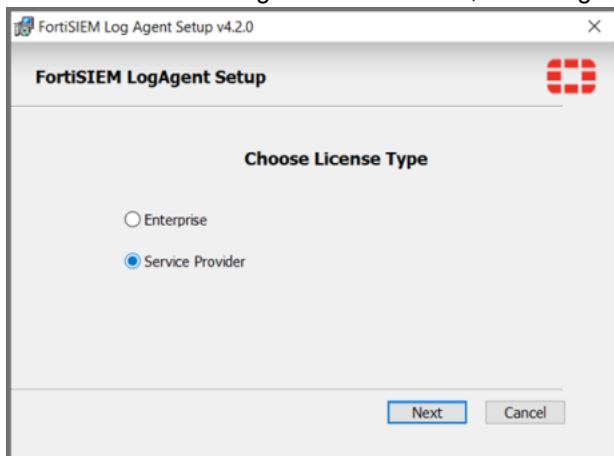 FortiSIEM Log Agent Setup v4.2.0
FortiSIEM LogAgent Setup
Choose License Type
Enterprise
Service Provider
Next Cancel